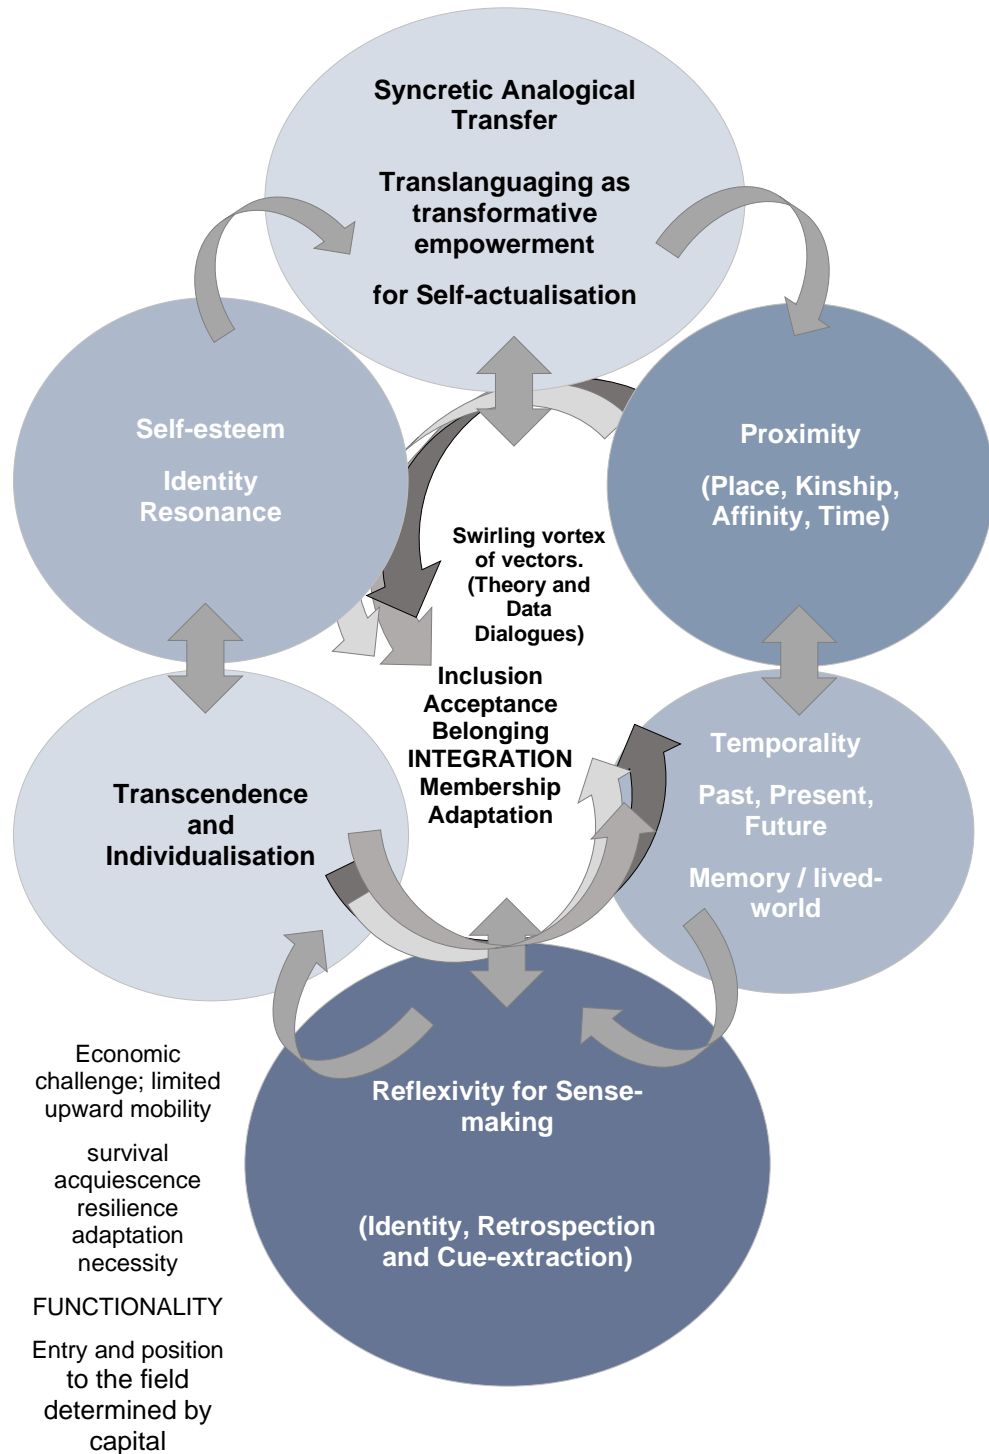 Syncretic Analogical
Transfer
Translanguaging as
transformative
empowerment
for Self-actualisation
Self-esteem
Identity
Resonance
Proximity
(Place, Kinship,
Affinity, Time)
Swirling vortex
of vectors.
(Theory and
Data
Dialogues)
Inclusion
Acceptance
Belonging
INTEGRATION
Membership
Adaptation
Transcendence
and
Individualisation
Temporality
Past, Present,
Future
Memory / lived-
world
Reflexivity for Sense-
making
(Identity, Retrospection
and Cue-extraction)
Economic
challenge; limited
upward mobility
survival
acquiescence
resilience
adaptation
necessity
FUNCTIONALITY
Entry and position
to the field
determined by
capital